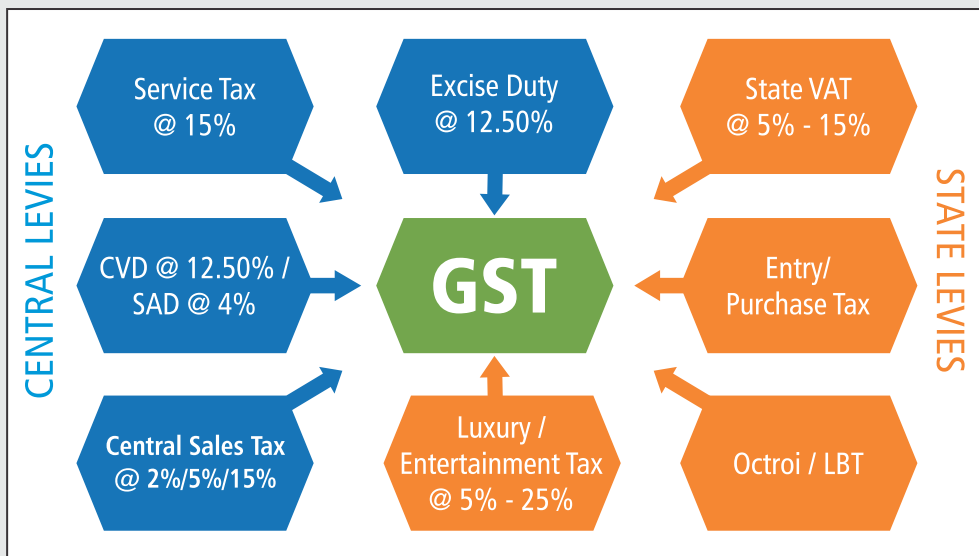 CENTRAL LEVIES
Service Tax
@ 15%
Excise Duty
@ 12.50%
State VAT
@ 5% - 15%
CVD @ 12.50% /
SAD @ 4%
GST
Entry/
Purchase Tax
Central Sales Tax
@ 2%/5%/15%
Luxury /
Entertainment Tax
@ 5% - 25%
Octroi / LBT
STATE LEVIES